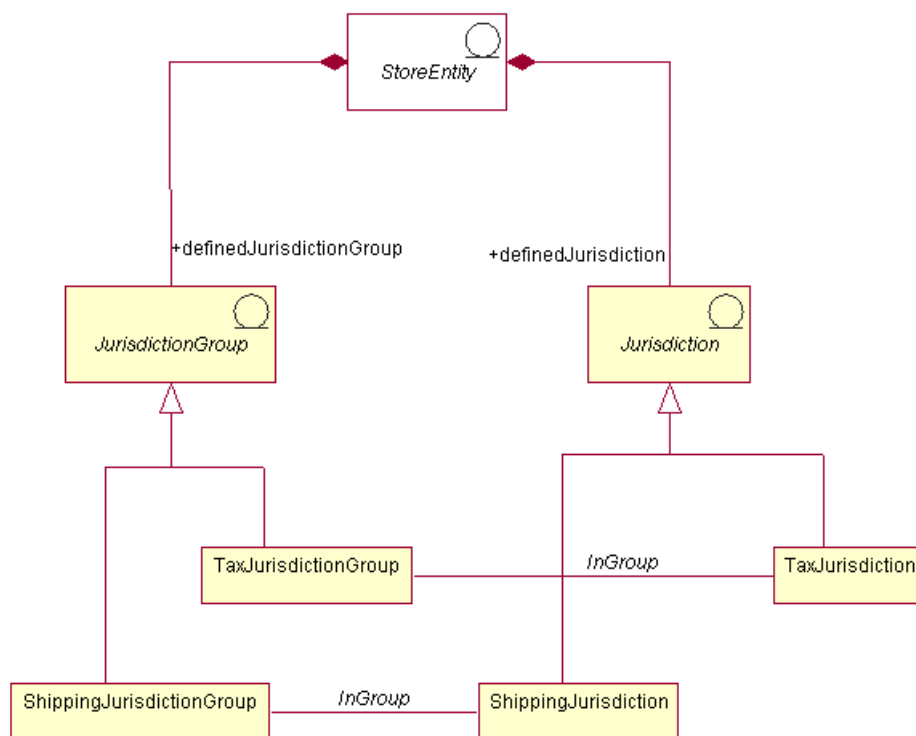 StoreEntity
+definedJurisdictionGroup
+definedJurisdiction
JurisdictionGroup
Jurisdiction
TaxJurisdictionGroup
InGroup
TaxJurisdiction
ShippingJurisdictionGroup
InGroup
ShippingJurisdiction